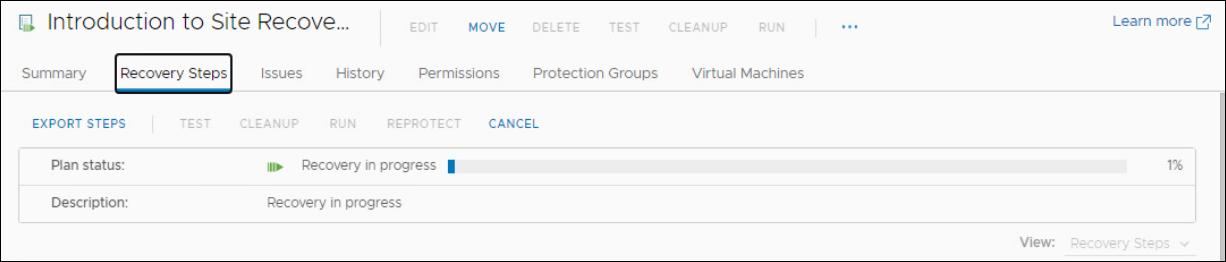 Introduction to Site Recove... EDIT MOVE DELETE TEST CLEANUP RUN ... Learn more
Summary Recovery Steps Issues History Permissions Protection Groups Virtual Machines
EXPORT STEPS TEST CLEANUP RUN REPROTECT CANCEL
Plan status: Recovery in progress 1%
Description: Recovery in progress
View: Recovery Steps